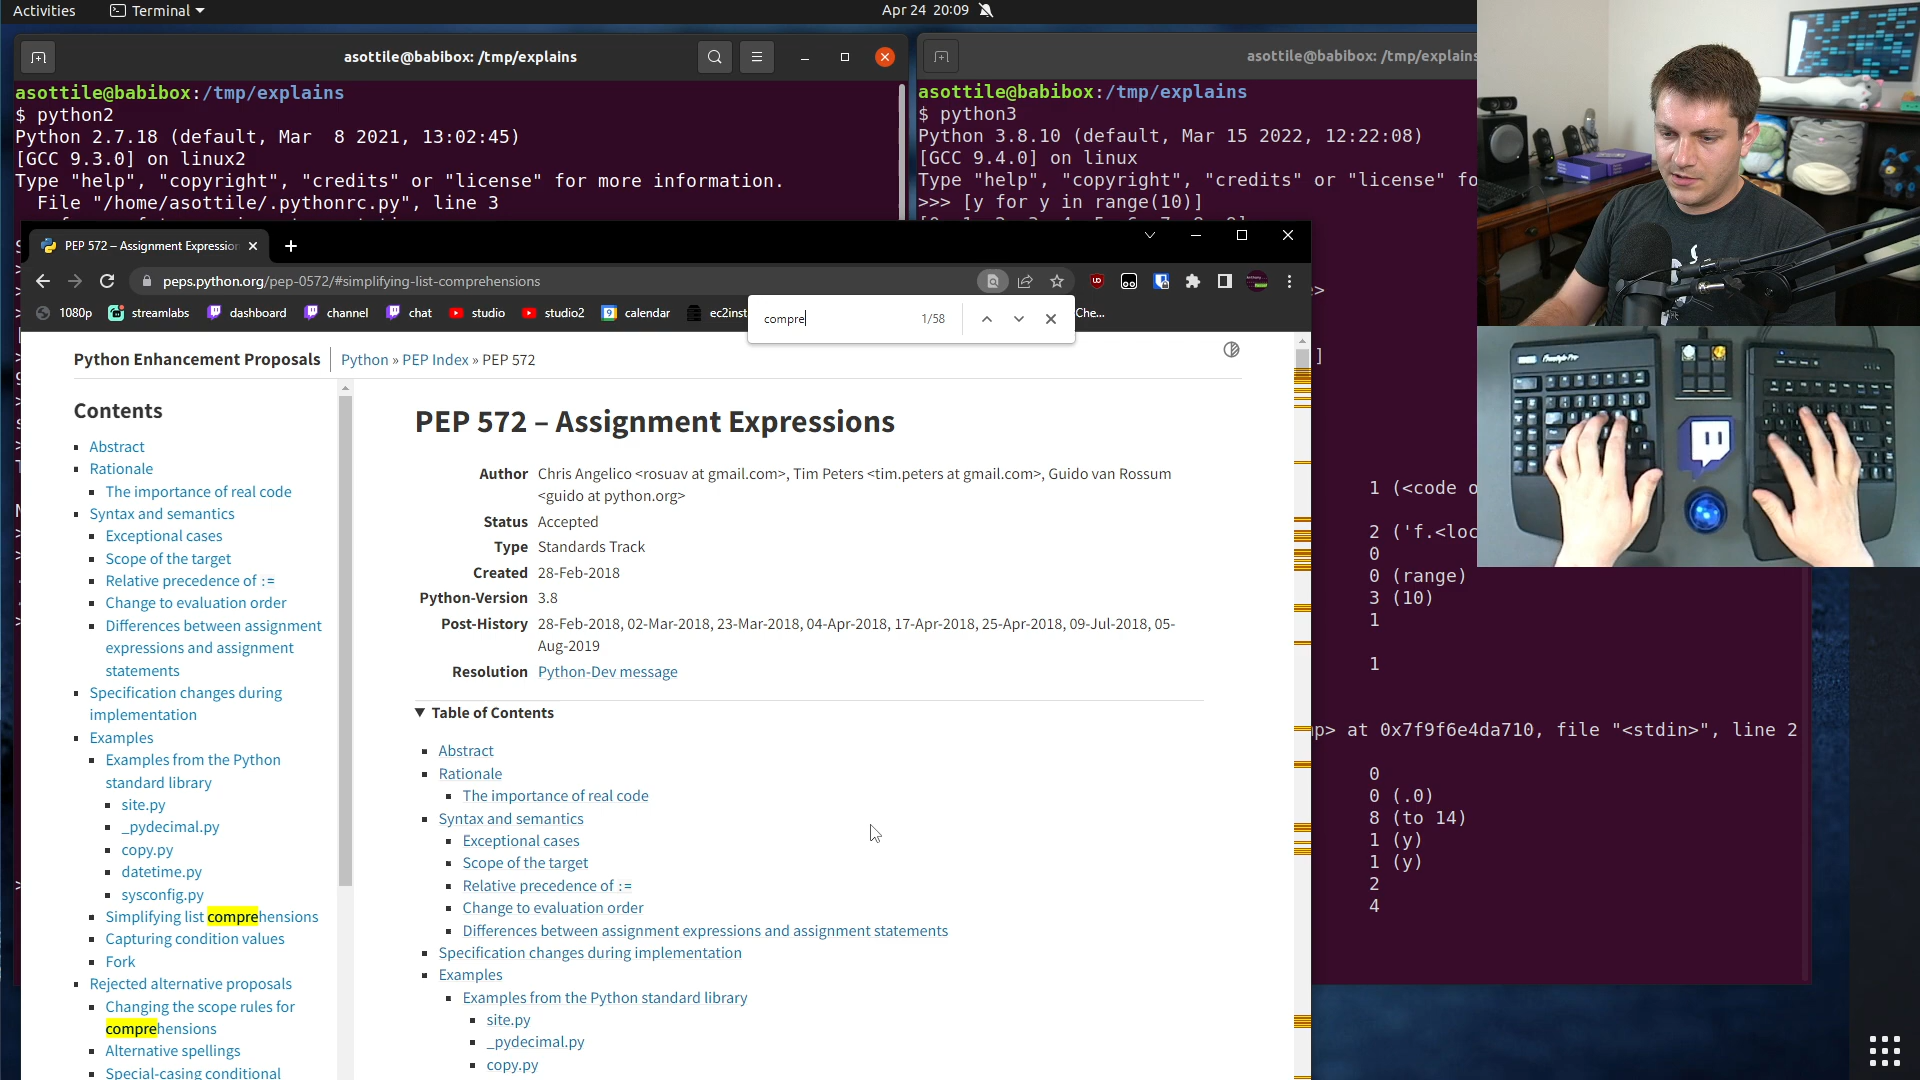 Activities
Terminal
Apr 24 20:09
asottile@babibox: /tmp/explains
asottile@babibox:/tmp/explains
$ python2
Python 2.7.18 (default, Mar  8 2021, 13:02:45)
[GCC 9.3.0] on linux2
Type "help", "copyright", "credits" or "license" for more information.
File "/home/asottile/.pythonrc.py", line 3
asottile@babibox: /tmp/explains
asottile@babibox:/tmp/explains
$ python3
Python 3.8.10 (default, Mar 15 2022, 12:22:08)
[GCC 9.4.0] on linux
Type "help", "copyright", "credits" or "license" fo
>>> [y for y in range(10)]
PEP 572 – Assignment Expression
peps.python.org/pep-0572/#simplifying-list-comprehensions
1080p
streamlabs
dashboard
channel
chat
studio
studio2
calendar
ec2inst
Che...
compre
1/58
Python Enhancement Proposals
Python » PEP Index » PEP 572
Contents
Abstract
Rationale
The importance of real code
Syntax and semantics
Exceptional cases
Scope of the target
Relative precedence of :=
Change to evaluation order
Differences between assignment
expressions and assignment
statements
Specification changes during
implementation
Examples
Examples from the Python
standard library
site.py
_pydecimal.py
copy.py
datetime.py
sysconfig.py
Simplifying list comprehensions
Capturing condition values
Fork
Rejected alternative proposals
Changing the scope rules for
comprehensions
Alternative spellings
Special-casing conditional
PEP 572 – Assignment Expressions
Author Chris Angelico <rosuav at gmail.com>, Tim Peters <tim.peters at gmail.com>, Guido van Rossum
<guido at python.org>
Status Accepted
Type Standards Track
Created 28-Feb-2018
Python-Version 3.8
Post-History 28-Feb-2018, 02-Mar-2018, 23-Mar-2018, 04-Apr-2018, 17-Apr-2018, 25-Apr-2018, 09-Jul-2018, 05-
Aug-2019
Resolution Python-Dev message
Table of Contents
Abstract
Rationale
The importance of real code
Syntax and semantics
Exceptional cases
Scope of the target
Relative precedence of :=
Change to evaluation order
Differences between assignment expressions and assignment statements
Specification changes during implementation
Examples
Examples from the Python standard library
site.py
_pydecimal.py
copy.py
>
]
1 (<code o
2 ('f.<loc
0
0 (range)
3 (10)
1
1
p> at 0x7f9f6e4da710, file "<stdin>", line 2
0
0 (.0)
8 (to 14)
1 (y)
1 (y)
2
4